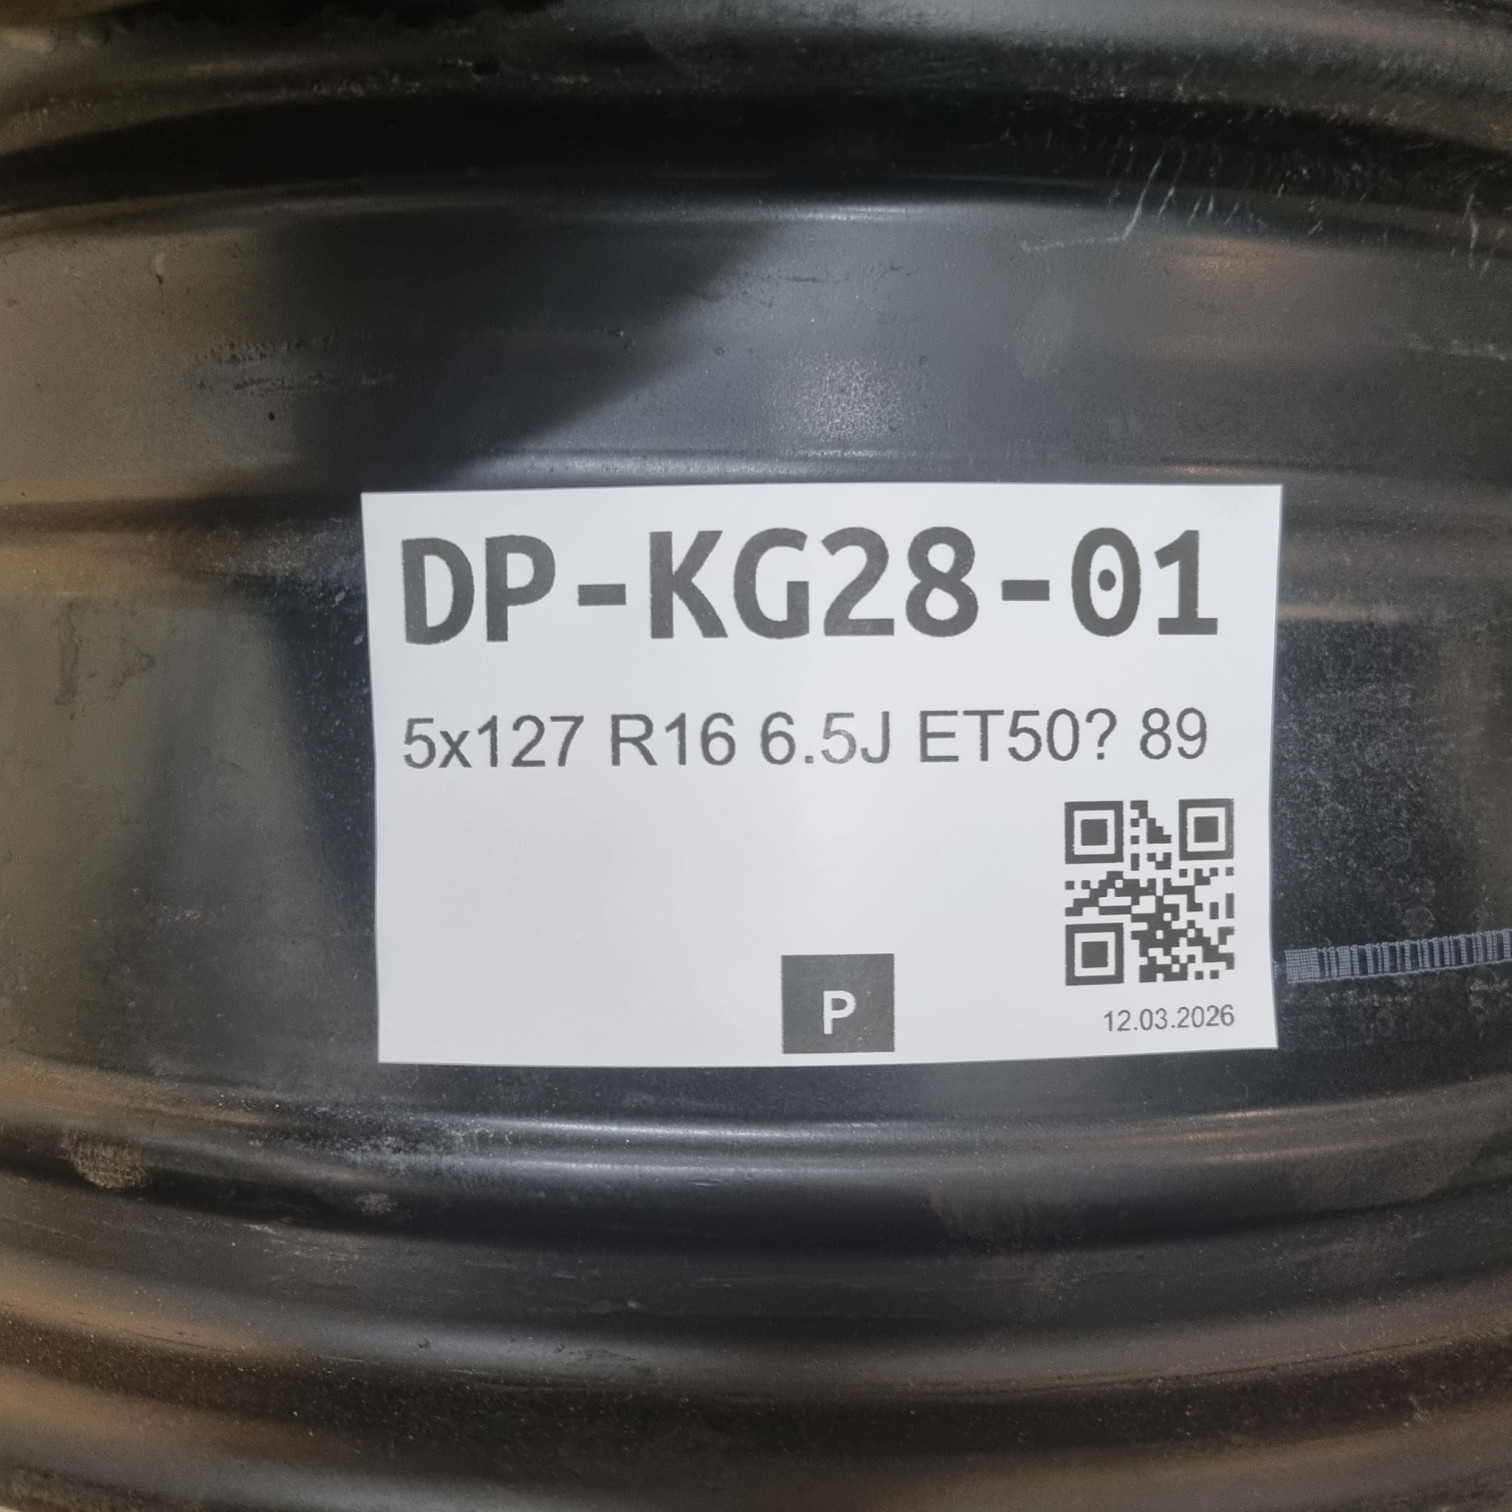 DP-KG28-01
5x127 R16 6.5J ET50? 89
P
12.03.2026